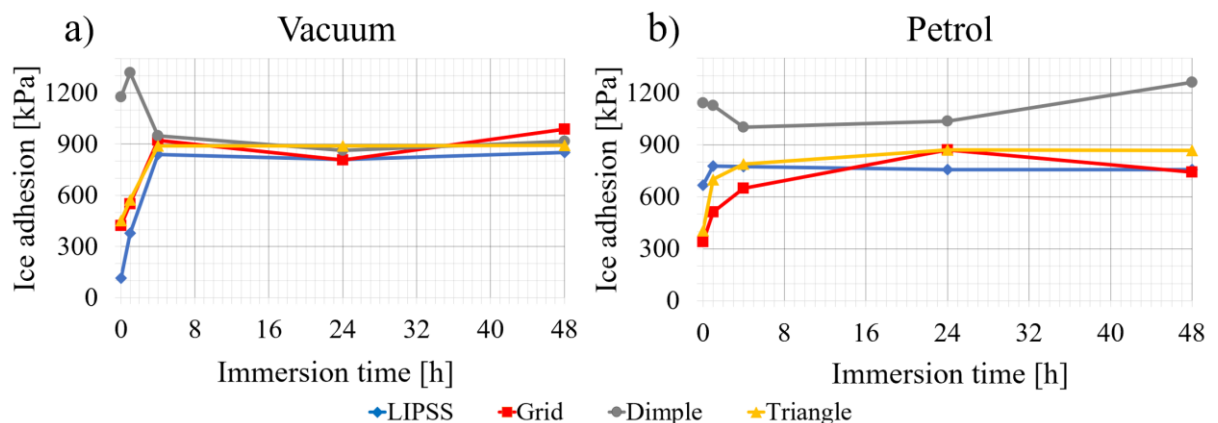 a) Vacuum
Ice adhesion [kPa]
1200
900
600
300
0
0 8 16 24 32 40 48
Immersion time [h]
b) Petrol
Ice adhesion [kPa]
1200
900
600
300
0
0 8 16 24 32 40 48
Immersion time [h]
LIPSS Grid Dimple Triangle